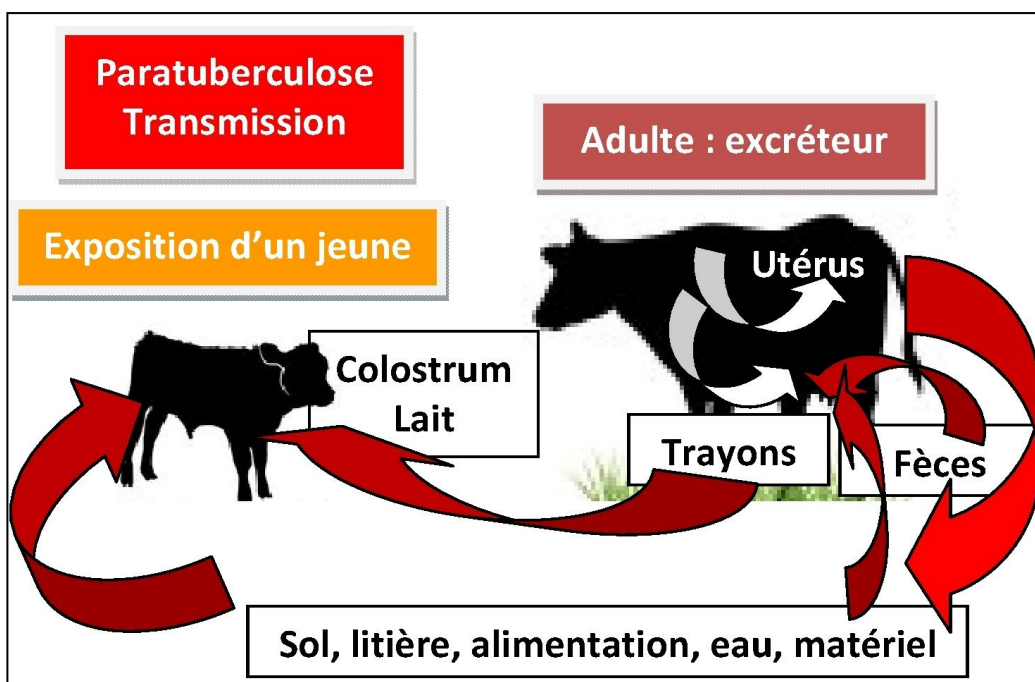 Paratuberculose
Transmission
Adulte : excréteur
Exposition d'un jeune
Utérus
Colostrum
Lait
Trayons
Fèces
Sol, litière, alimentation, eau, matériel